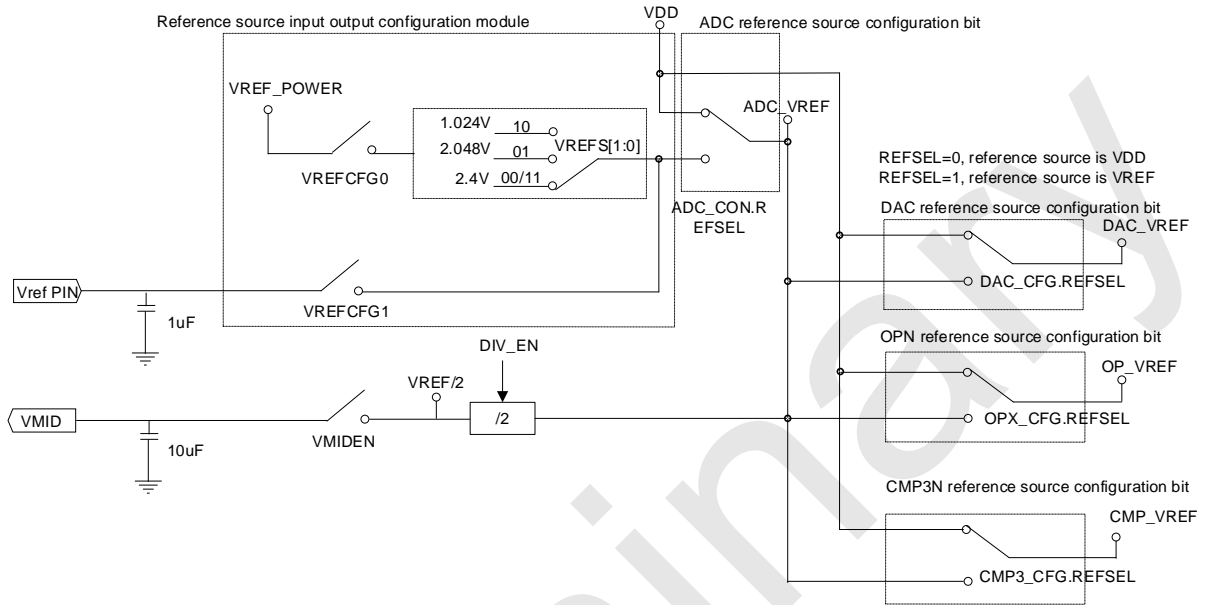 Reference source input output configuration module
VDD
ADC reference source configuration bit
VREF_POWER
ADC_VREF
1.024V 10
2.048V 01
2.4V 00/11
VREFS[1:0]
VREFCFG0
ADC_CON.R
EFSEL
REFSEL=0, reference source is VDD
REFSEL=1, reference source is VREF
DAC reference source configuration bit
DAC_VREF
DAC_CFG.REFSEL
Vref PIN
1uF
VREFCFG1
OPN reference source configuration bit
OP_VREF
OPX_CFG.REFSEL
DIV_EN
VREF/2
/2
VMID
10uF
VMIDEN
CMP3N reference source configuration bit
CMP_VREF
CMP3_CFG.REFSEL
inary